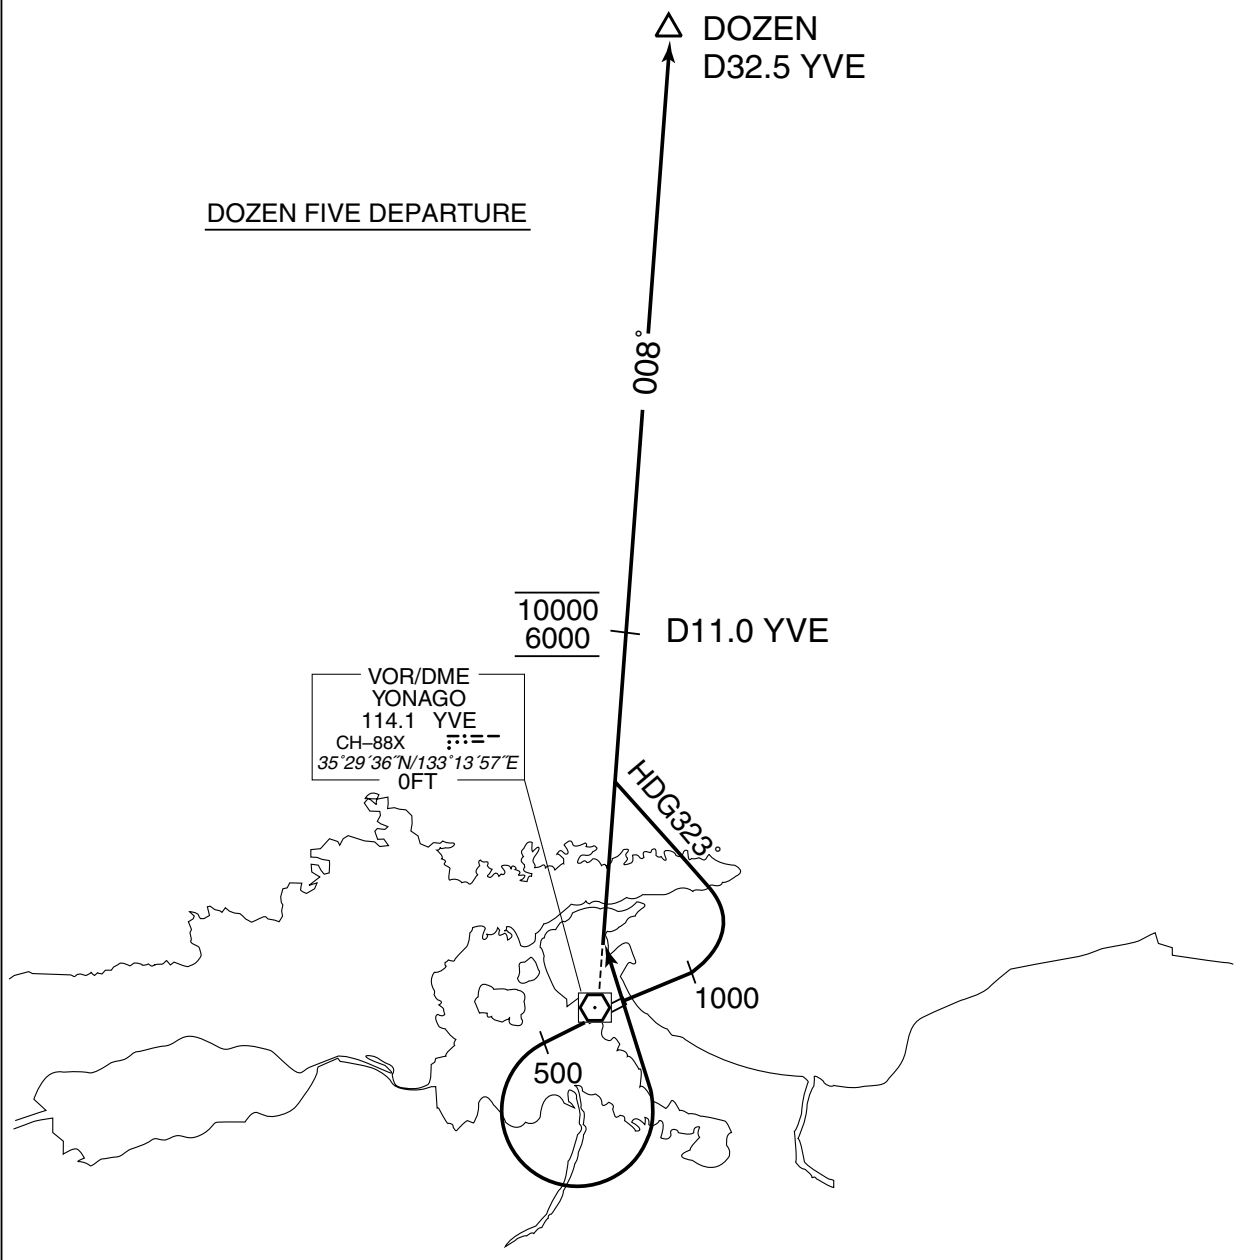 DOZEN
D32.5 YVE
DOZEN FIVE DEPARTURE
008°
10000
6000
D11.0 YVE
VOR/DME
YONAGO
114.1 YVE
CH–88X
35°29´36˝N/133°13´57˝E
0FT
HDG323°
1000
500